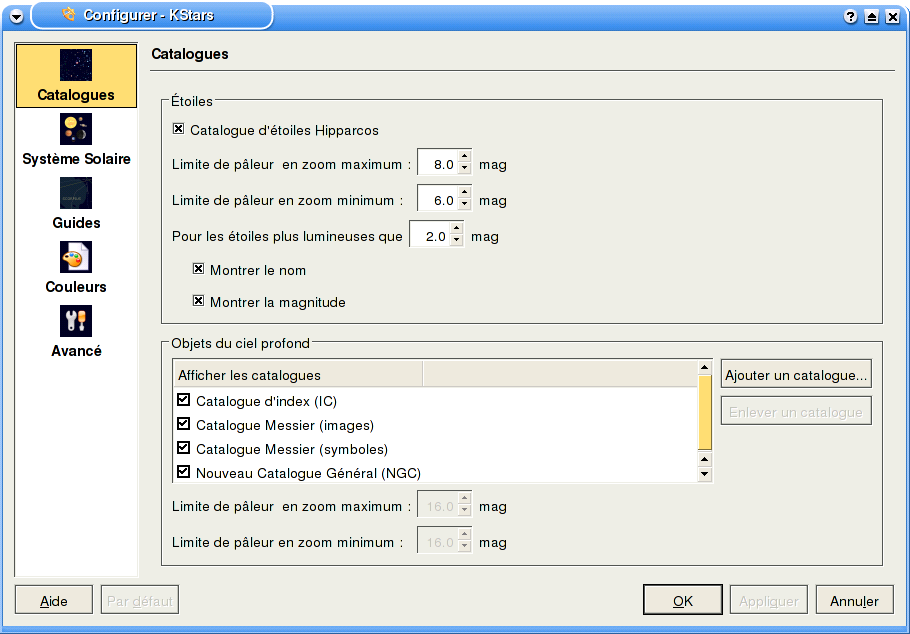 Configurer - KStars
Catalogues
Système Solaire
Guides
Couleurs
Avancé
Catalogues
Étoiles
Catalogue d'étoiles Hipparcos
Limite de pâleur en zoom maximum : 8.0 mag
Limite de pâleur en zoom minimum : 6.0 mag
Pour les étoiles plus lumineuses que 2.0 mag
Montrer le nom
Montrer la magnitude
Objets du ciel profond
Afficher les catalogues
Catalogue d'index (IC)
Catalogue Messier (images)
Catalogue Messier (symboles)
Nouveau Catalogue Général (NGC)
Ajouter un catalogue...
Enlever un catalogue
Limite de pâleur en zoom maximum : 16.0 mag
Limite de pâleur en zoom minimum : 16.0 mag
Aide
Par défaut
OK
Appliquer
Annuler